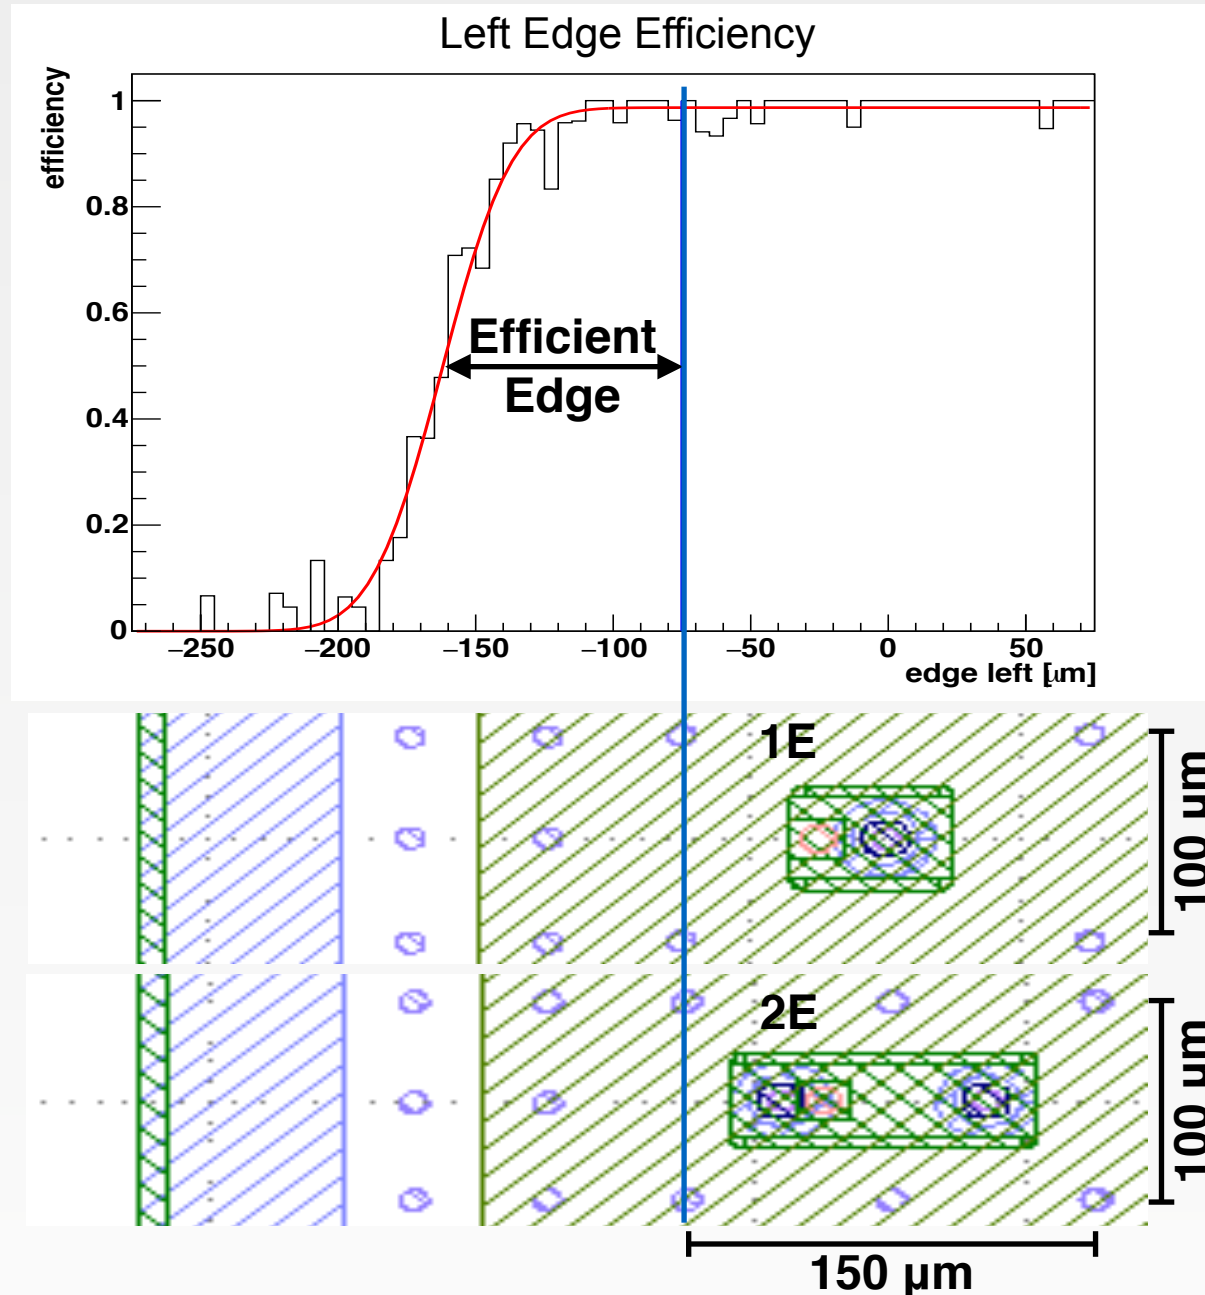 Left Edge Efficiency
efficiency
1
0.8
0.6
0.4
0.2
0
Efficient
Edge
−250 −200 −150 −100 −50 0 50
edge left [μm]
1E
100 μm
2E
100 μm
150 μm